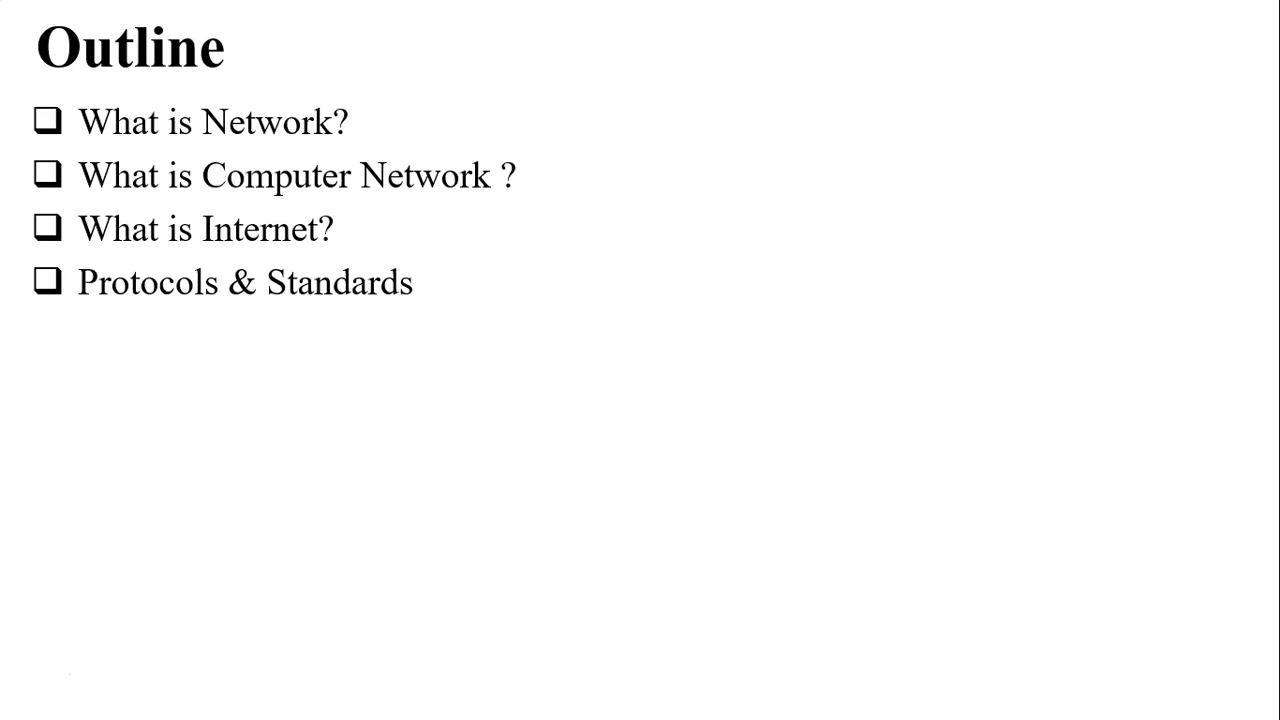 Outline
❑ What is Network?
❑ What is Computer Network ?
❑ What is Internet?
❑ Protocols & Standards